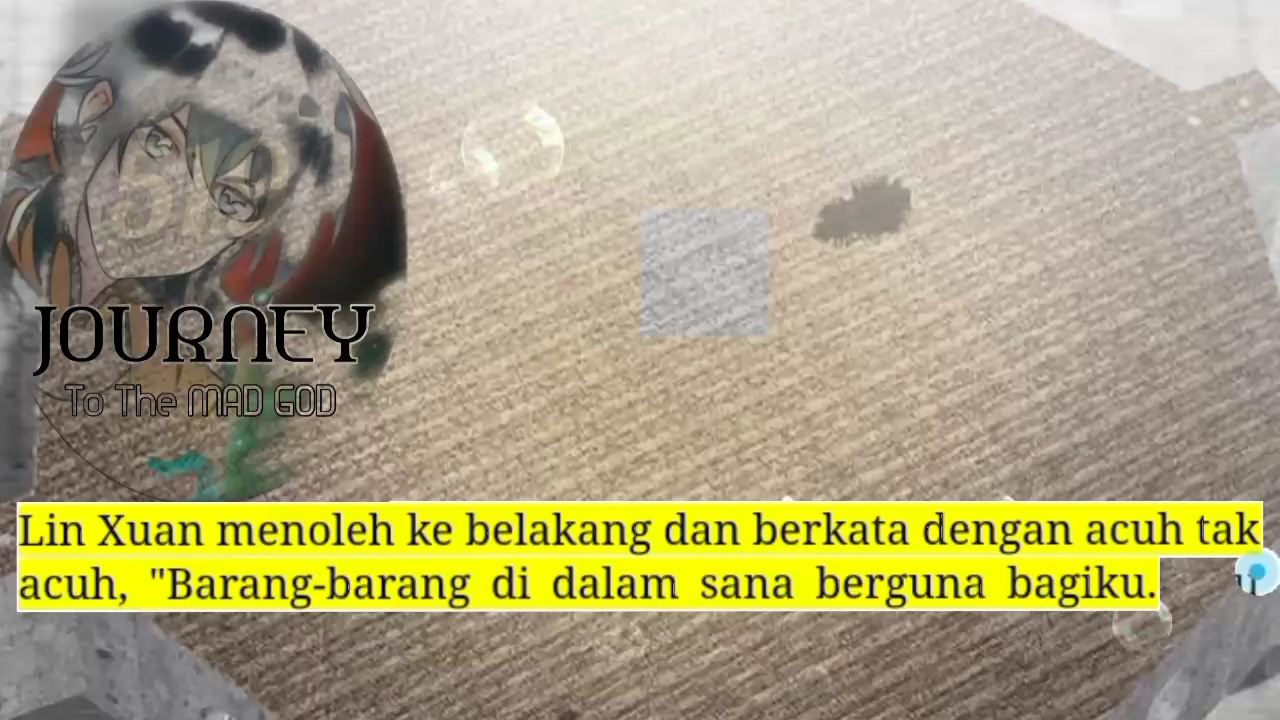 JOURNEY
To The MAD GOD
Lin Xuan menoleh ke belakang dan berkata dengan acuh tak
acuh, "Barang-barang di dalam sana berguna bagiku.